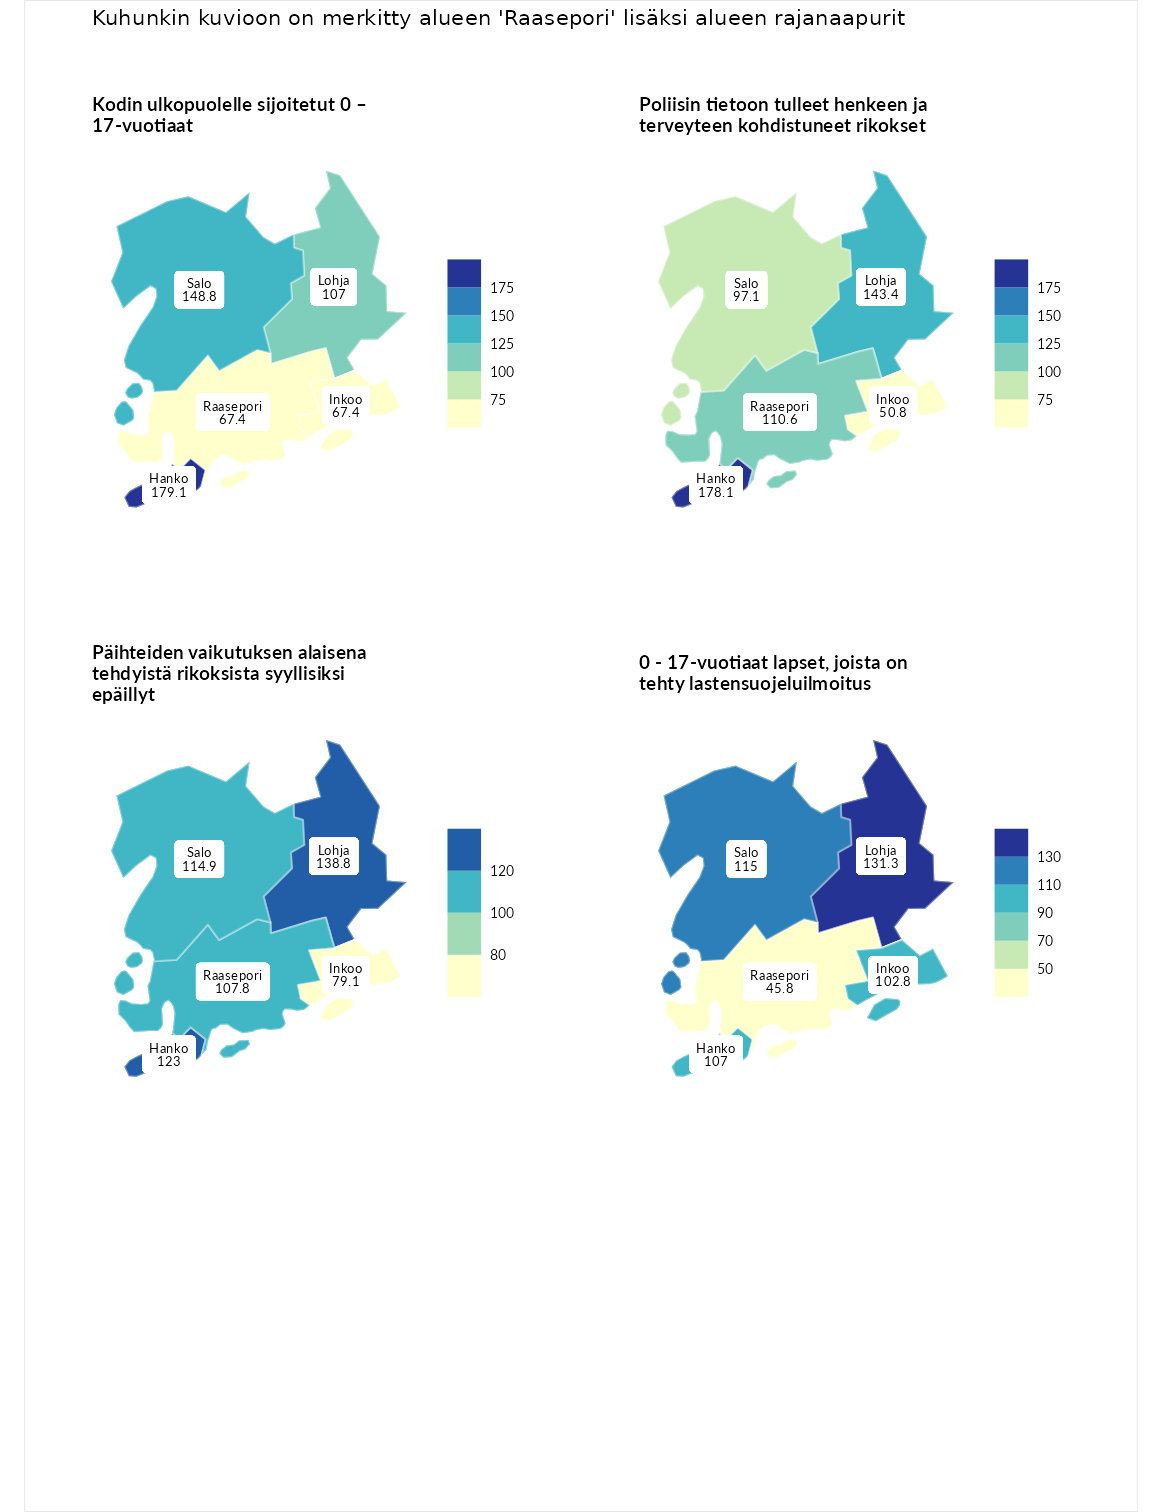 Kuhunkin kuvioon on merkitty alueen 'Raasepori' lisäksi alueen rajanaapurit
Kodin ulkopuolelle sijoitetut 0 –
17-vuotiaat
Salo
148.8
Lohja
107
Raasepori
67.4
Inkoo
67.4
Hanko
179.1
175
150
125
100
75
Poliisin tietoon tulleet henkeen ja
terveyteen kohdistuneet rikokset
Salo
97.1
Lohja
143.4
Raasepori
110.6
Inkoo
50.8
Hanko
178.1
175
150
125
100
75
Päihteiden vaikutuksen alaisena
tehdyistä rikoksista syyllisiksi
epäillyt
Salo
114.9
Lohja
138.8
Raasepori
107.8
Inkoo
79.1
Hanko
123
120
100
80
0 - 17-vuotiaat lapset, joista on
tehty lastensuojeluilmoitus
Salo
115
Lohja
131.3
Raasepori
45.8
Inkoo
102.8
Hanko
107
130
110
90
70
50